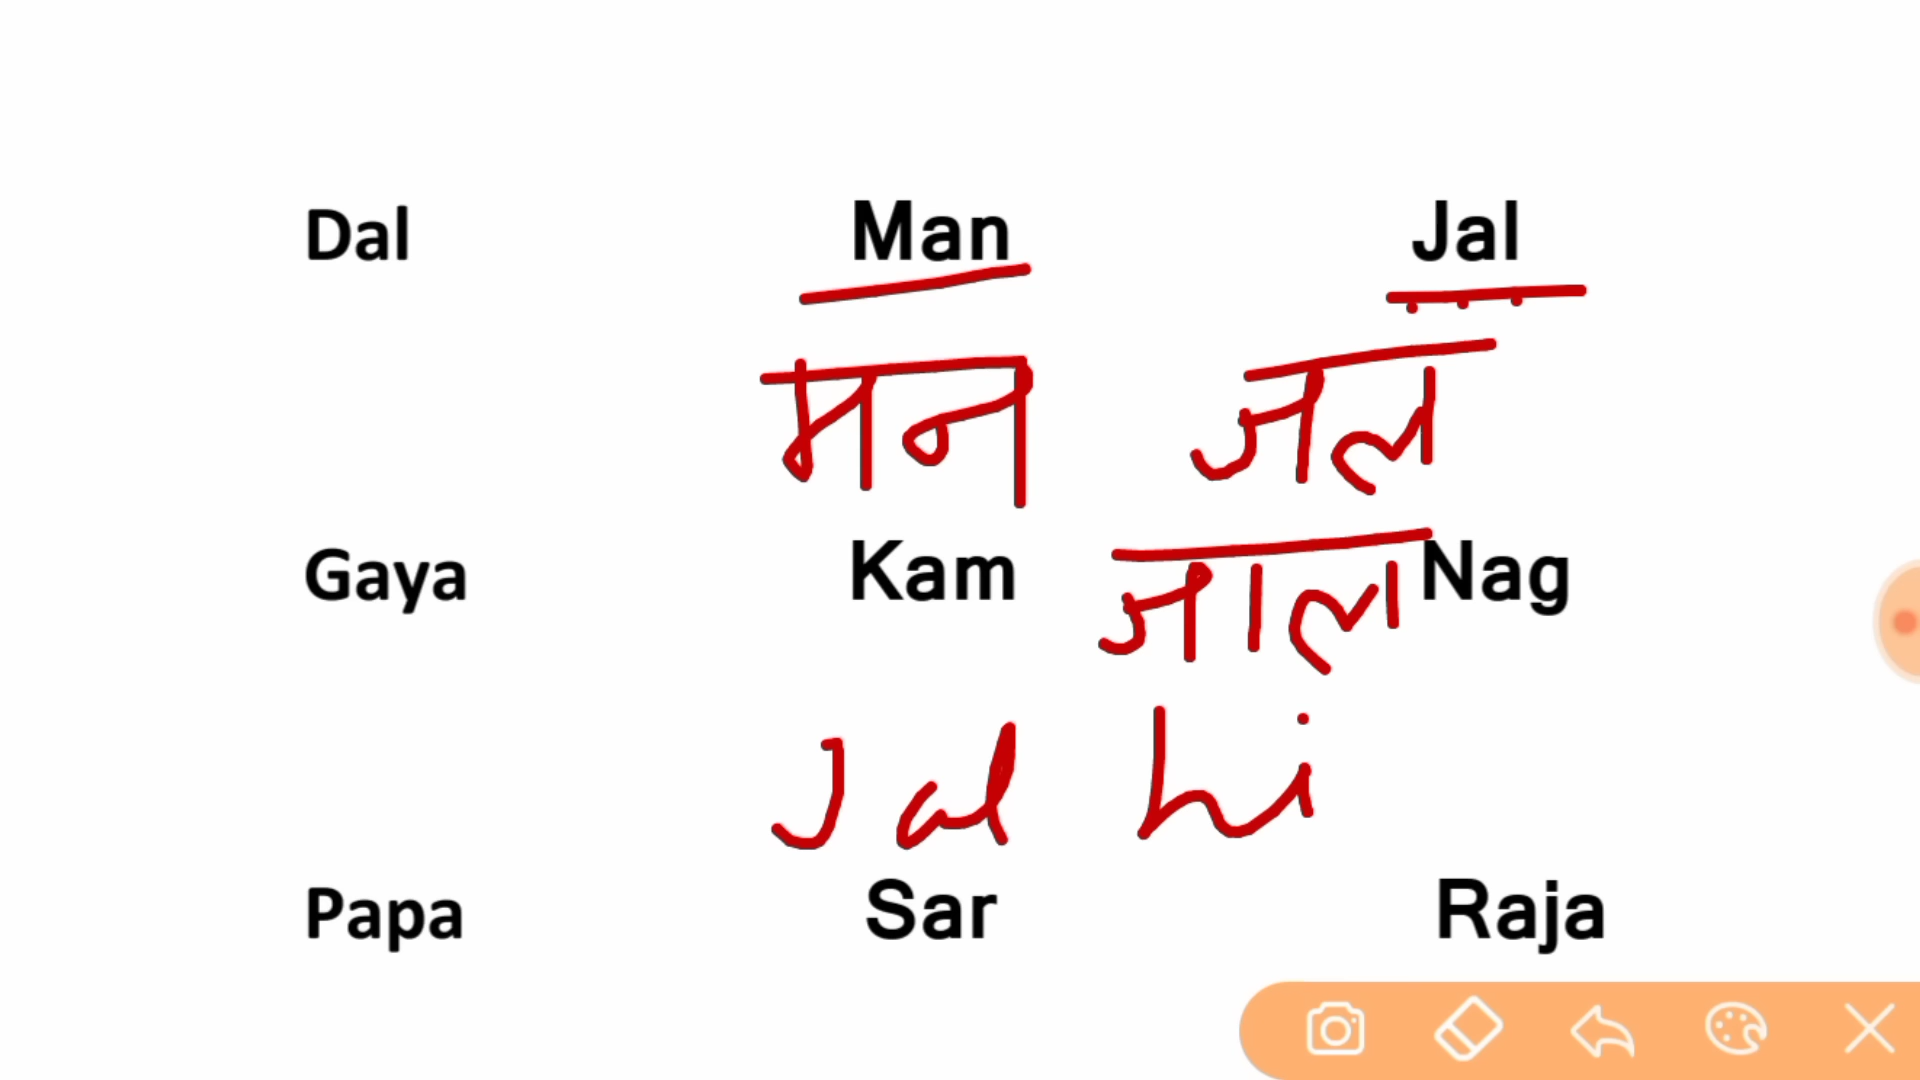 Dal Man Jal
मन जल
Gaya Kam Nag
जाल
Jal hi
Papa Sar Raja